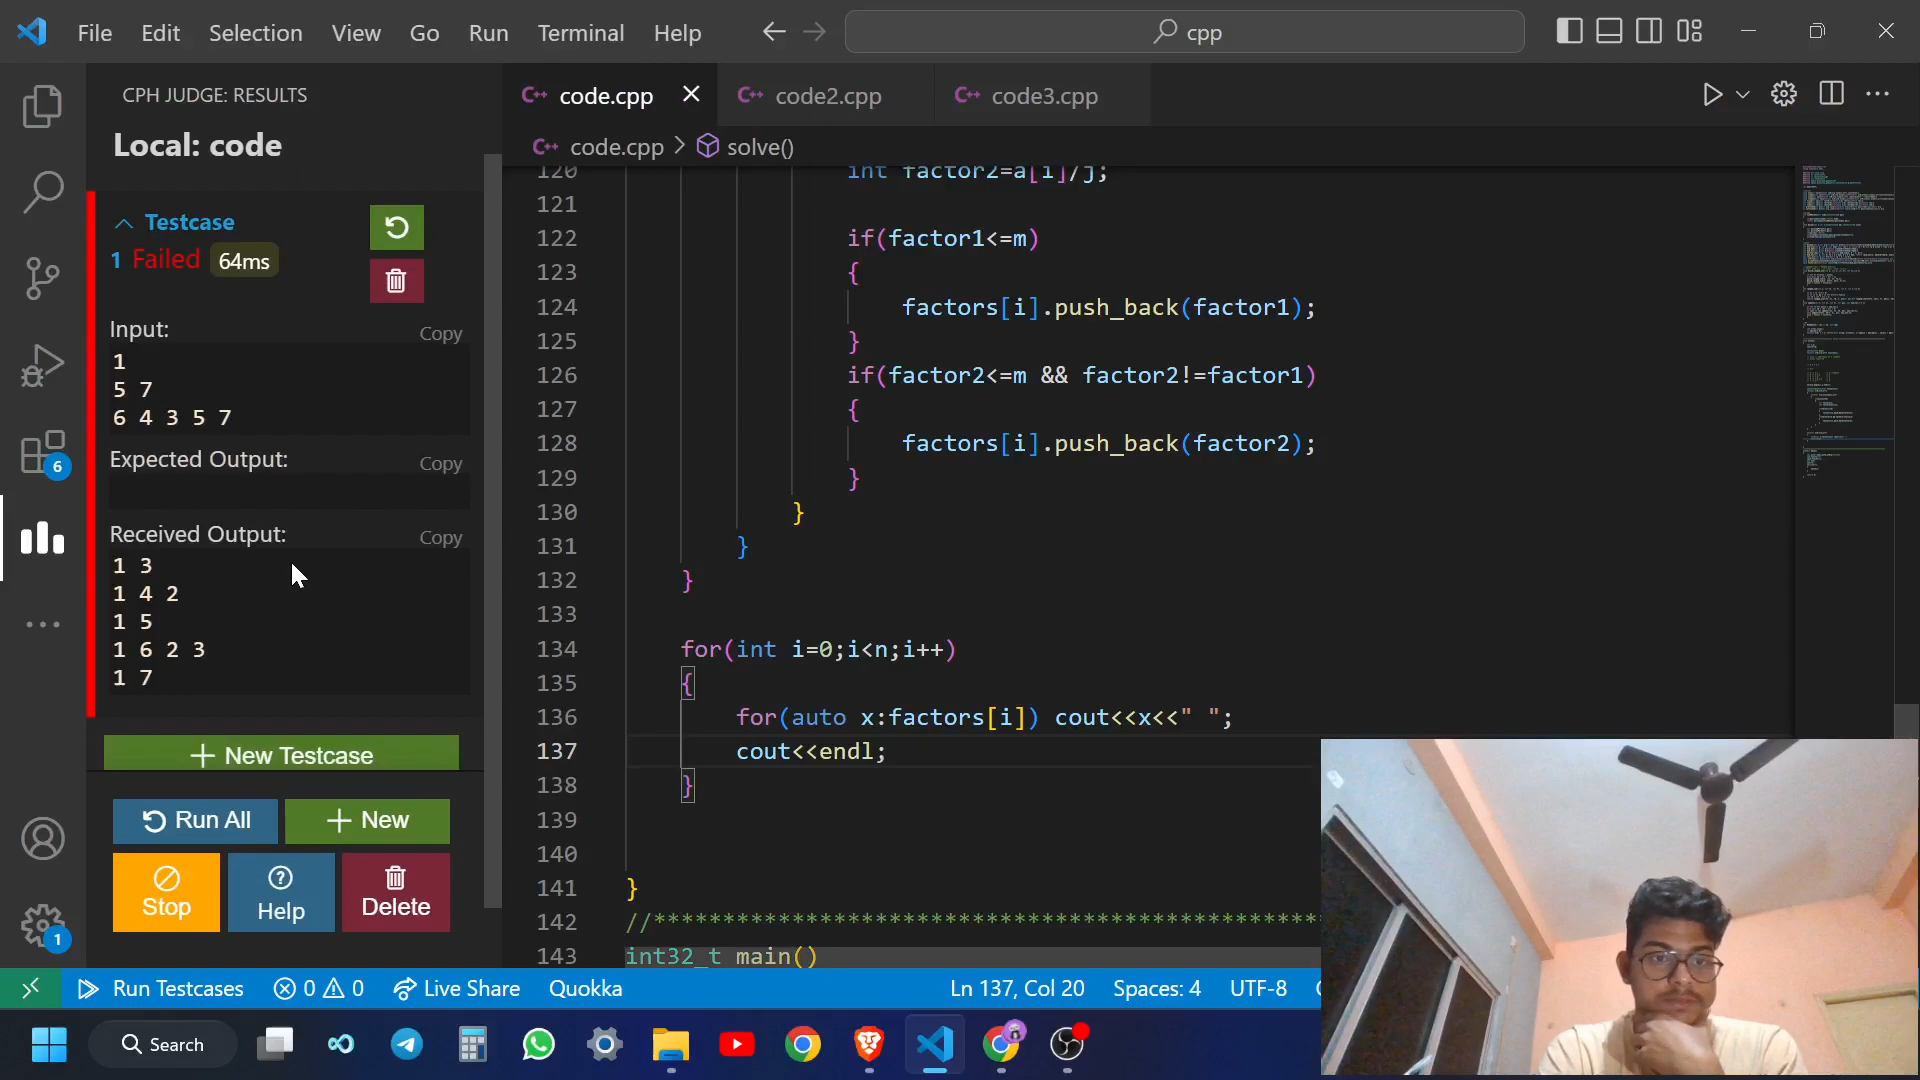 File Edit Selection View Go Run Terminal Help
cpp
CPH JUDGE: RESULTS
Local: code
Testcase
1 Failed 64ms
Input:
Copy
1
5 7
6 4 3 5 7
Expected Output:
Copy
Received Output:
Copy
1 3
1 4 2
1 5
1 6 2 3
1 7
+ New Testcase
Run All
+ New
Stop
Help
Delete
6
1
C++ code.cpp
C++ code2.cpp
C++ code3.cpp
C++ code.cpp > solve()
120 int factor2=a[i]/j;
121
122 if(factor1<=m)
123 {
124 factors[i].push_back(factor1);
125 }
126 if(factor2<=m && factor2!=factor1)
127 {
128 factors[i].push_back(factor2);
129 }
130 }
131 }
132 }
133
134 for(int i=0;i<n;i++)
135 {
136 for(auto x:factors[i]) cout<<x<<" ";
137 cout<<endl;
138 }
139
140
141 }
142 //**************************************************
143 int32_t main()
Run Testcases 0 0 Live Share Quokka
Ln 137, Col 20 Spaces: 4 UTF-8
Search